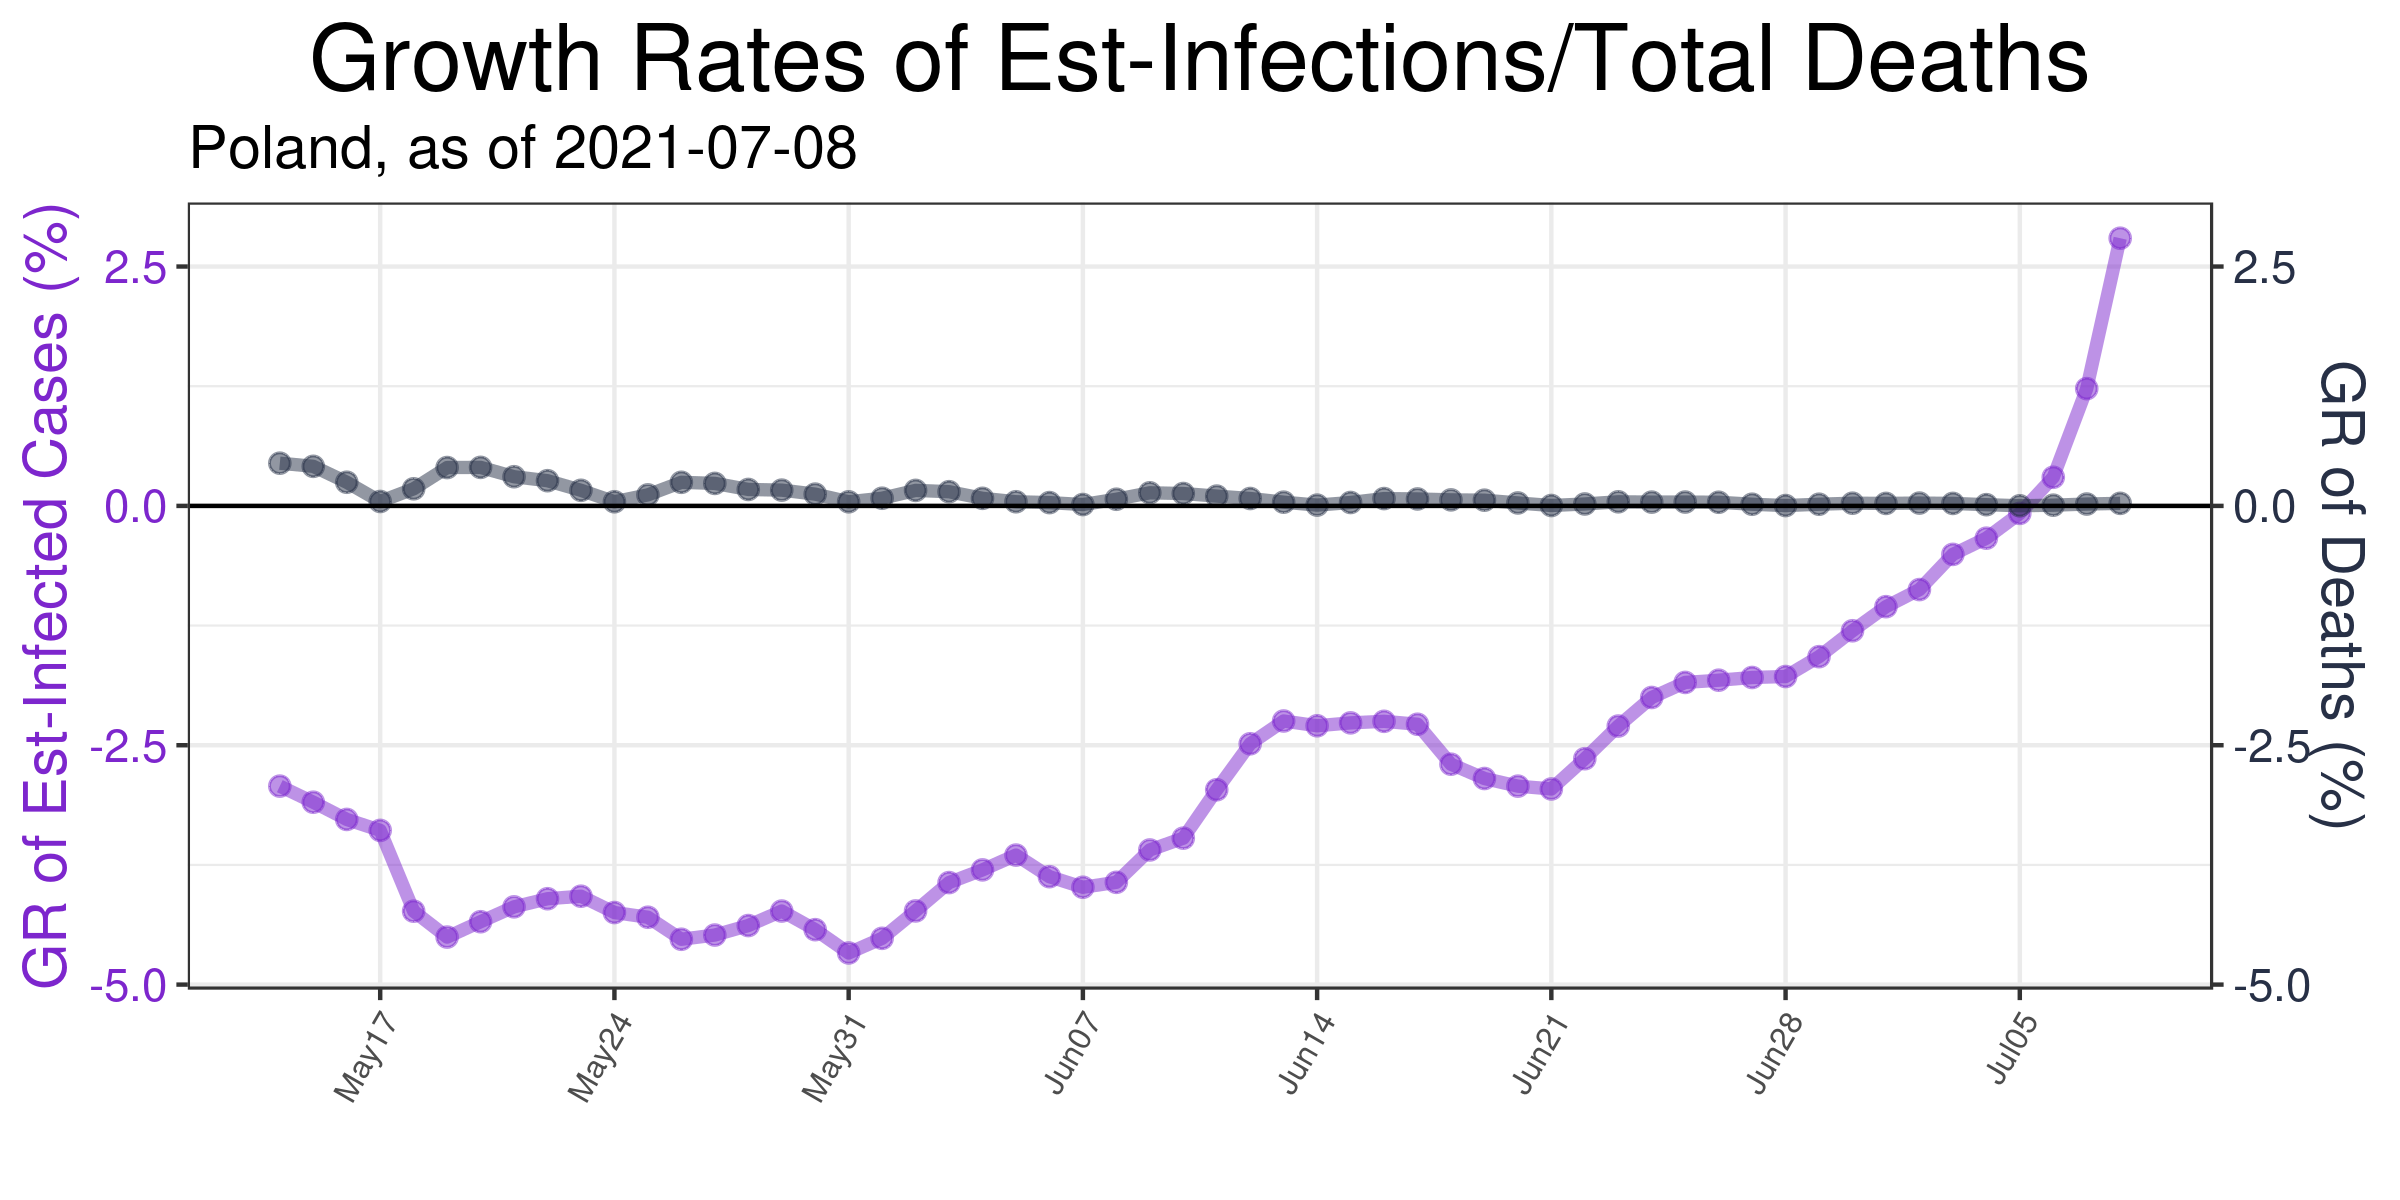 Growth Rates of Est-Infections/Total Deaths
Poland, as of 2021-07-08
GR of Est-Infected Cases (%)
2.5
0.0
-2.5
-5.0
2.5
0.0
-2.5
-5.0
GR of Deaths (%)
May17
May24
May31
Jun07
Jun14
Jun21
Jun28
Jul05